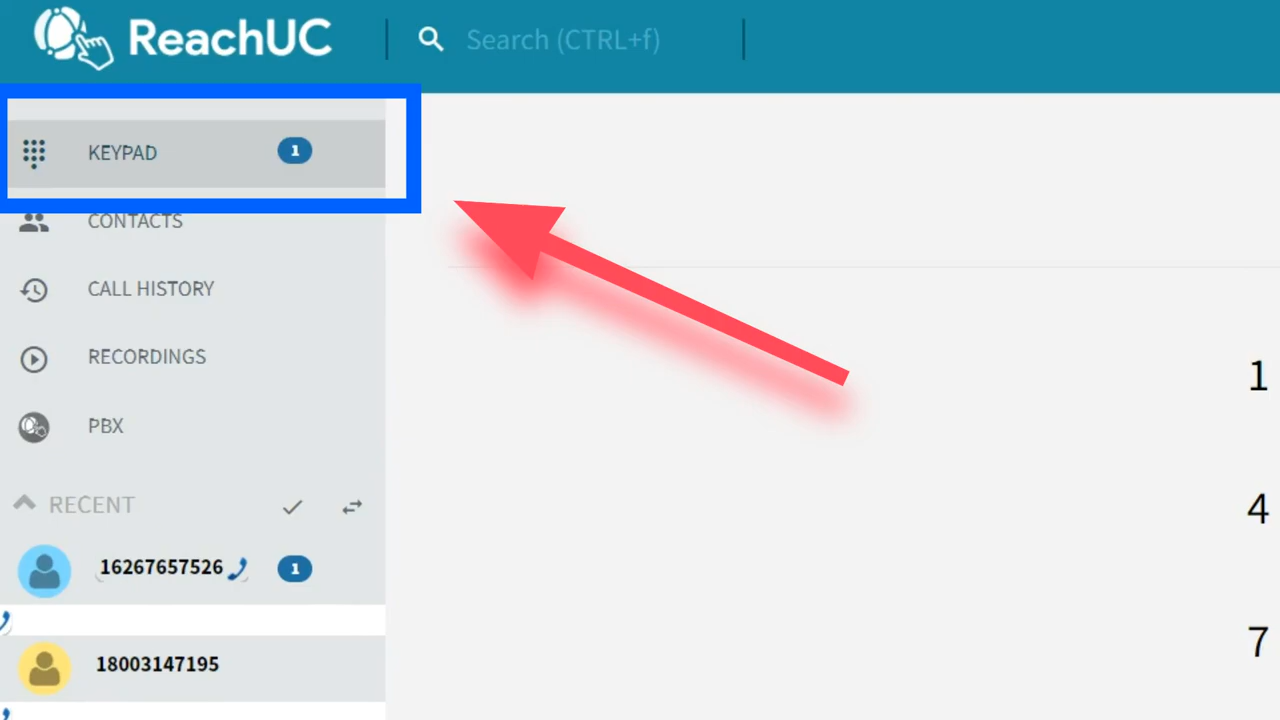 ReachUC
Search (CTRL+f)
KEYPAD 1
CONTACTS
CALL HISTORY
RECORDINGS
PBX
RECENT
16267657526 1
18003147195
1
4
7